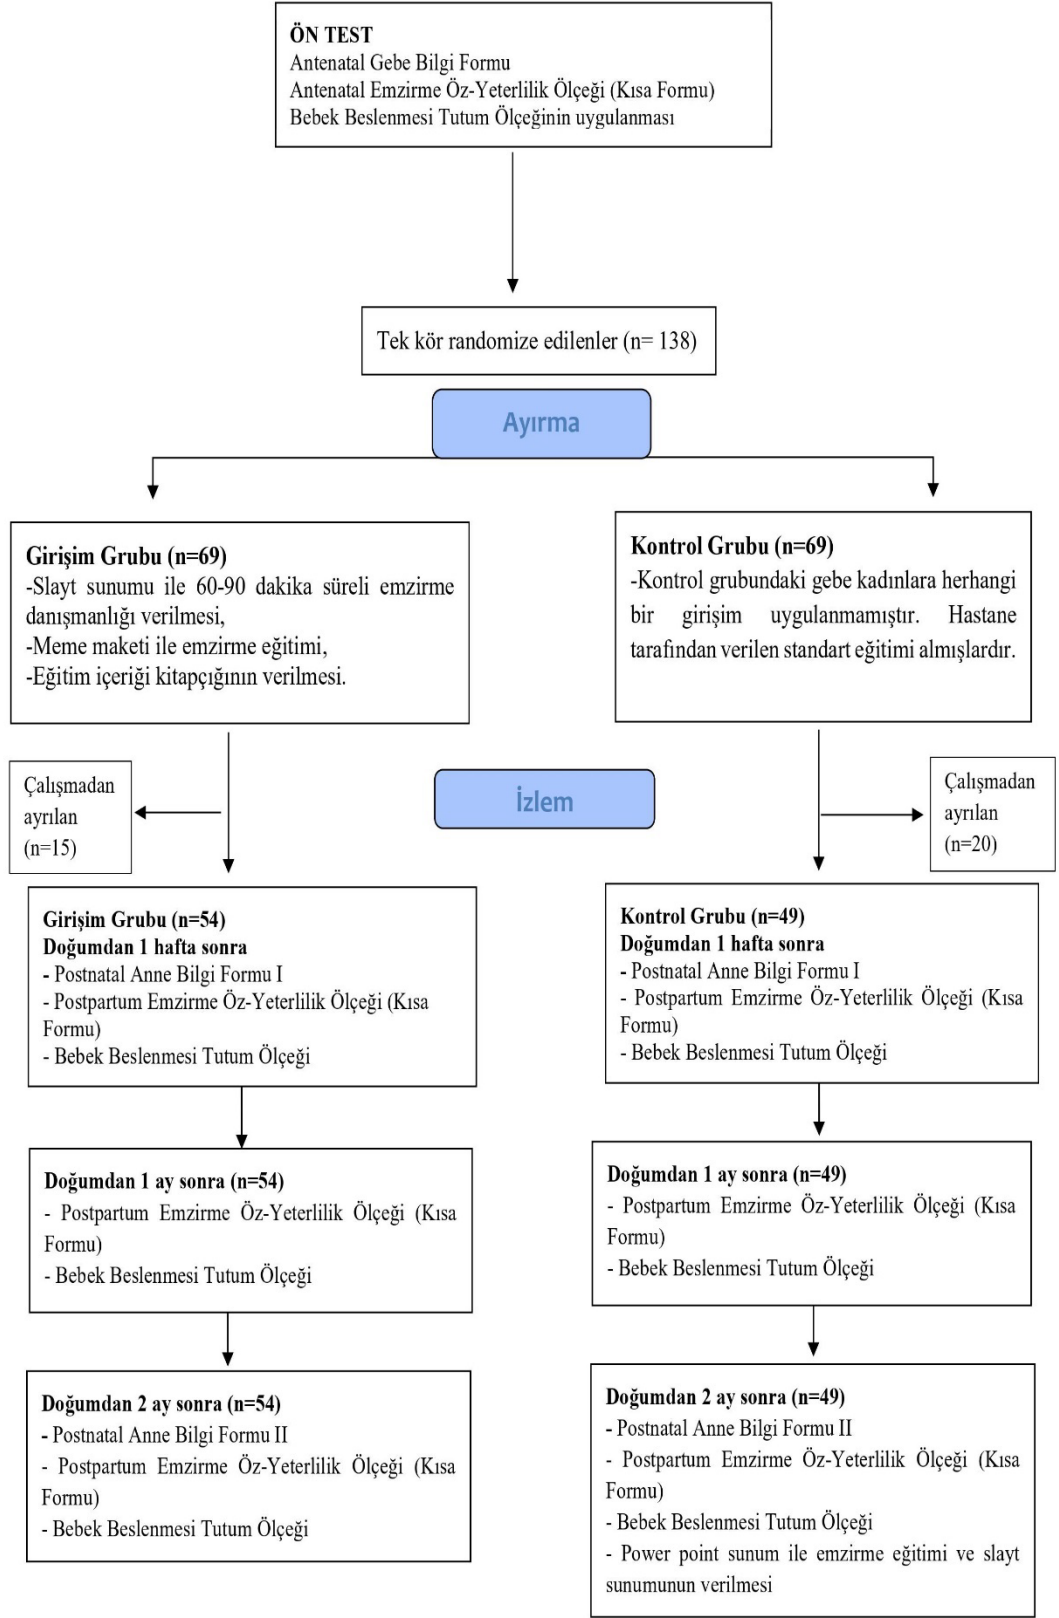 ÖN TEST
Antenatal Gebe Bilgi Formu
Antenatal Emzirme Öz-Yeterlilik Ölçeği (Kısa Formu)
Bebek Beslenmesi Tutum Ölçeğinin uygulanması
Tek kör randomize edilenler (n= 138)
Ayırma
Girişim Grubu (n=69)
-Slayt sunumu ile 60-90 dakika süreli emzirme
danışmanlığı verilmesi,
-Meme maketi ile emzirme eğitimi,
-Eğitim içeriği kitapçığının verilmesi.
Kontrol Grubu (n=69)
-Kontrol grubundaki gebe kadınlara herhangi
bir girişim uygulanmamıştır. Hastane
tarafından verilen standart eğitimi almışlardır.
Çalışmadan
ayrılan
(n=15)
İzlem
Çalışmadan
ayrılan
(n=20)
Girişim Grubu (n=54)
Doğumdan 1 hafta sonra
- Postnatal Anne Bilgi Formu I
- Postpartum Emzirme Öz-Yeterlilik Ölçeği (Kısa
Formu)
- Bebek Beslenmesi Tutum Ölçeği
Kontrol Grubu (n=49)
Doğumdan 1 hafta sonra
- Postnatal Anne Bilgi Formu I
- Postpartum Emzirme Öz-Yeterlilik Ölçeği (Kısa
Formu)
- Bebek Beslenmesi Tutum Ölçeği
Doğumdan 1 ay sonra (n=54)
- Postpartum Emzirme Öz-Yeterlilik Ölçeği (Kısa
Formu)
- Bebek Beslenmesi Tutum Ölçeği
Doğumdan 1 ay sonra (n=49)
- Postpartum Emzirme Öz-Yeterlilik Ölçeği (Kısa
Formu)
- Bebek Beslenmesi Tutum Ölçeği
Doğumdan 2 ay sonra (n=54)
- Postnatal Anne Bilgi Formu II
- Postpartum Emzirme Öz-Yeterlilik Ölçeği (Kısa
Formu)
- Bebek Beslenmesi Tutum Ölçeği
Doğumdan 2 ay sonra (n=49)
- Postnatal Anne Bilgi Formu II
- Postpartum Emzirme Öz-Yeterlilik Ölçeği (Kısa
Formu)
- Bebek Beslenmesi Tutum Ölçeği
- Power point sunum ile emzirme eğitimi ve slayt
sunumunun verilmesi